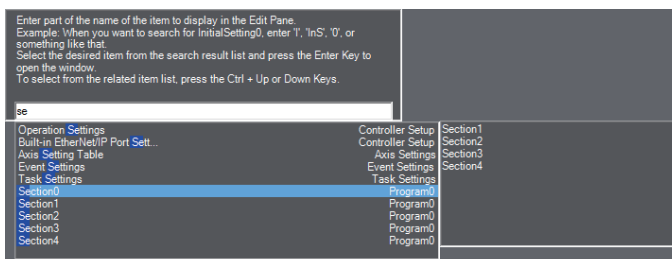 Enter part of the name of the item to display in the Edit Pane.
Example: When you want to search for InitialSetting0, enter 'I', 'InS', '0', or
something like that.
Select the desired item from the search result list and press the Enter Key to
open the window.
To select from the related item list, press the Ctrl + Up or Down Keys.
se
Operation Settings Controller Setup
Built-in EtherNet/IP Port Sett... Controller Setup
Axis Setting Table Axis Settings
Event Settings Event Settings
Task Settings Task Settings
Section0 Program0
Section1 Program0
Section2 Program0
Section3 Program0
Section4 Program0
Section1
Section2
Section3
Section4